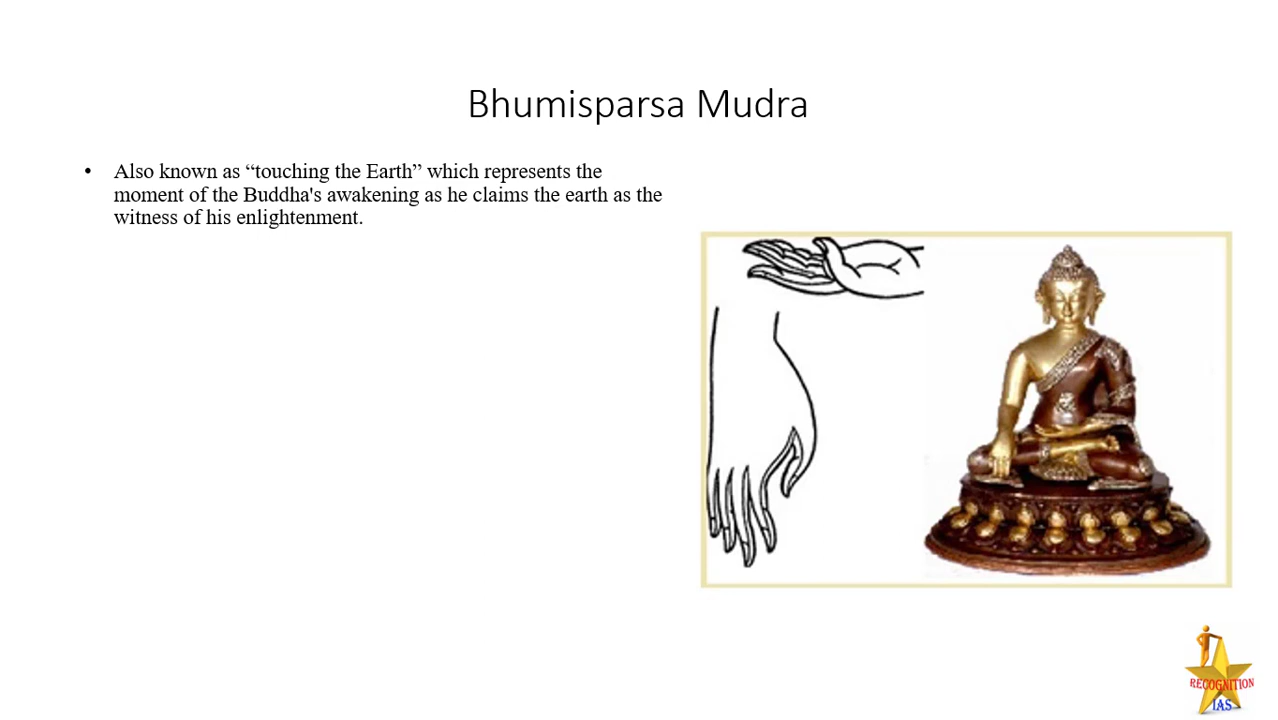 Bhumisparsa Mudra
• Also known as “touching the Earth” which represents the
moment of the Buddha's awakening as he claims the earth as the
witness of his enlightenment.
RECOGNITION
IAS